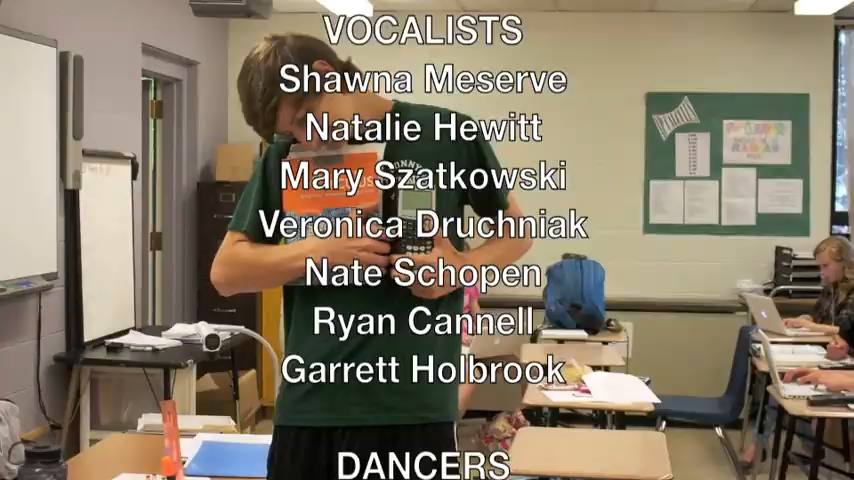 VOCALISTS
Shawna Meserve
Natalie Hewitt
Mary Szatkowski
Veronica Druchniak
Nate Schopen
Ryan Cannell
Garrett Holbrook
DANCERS